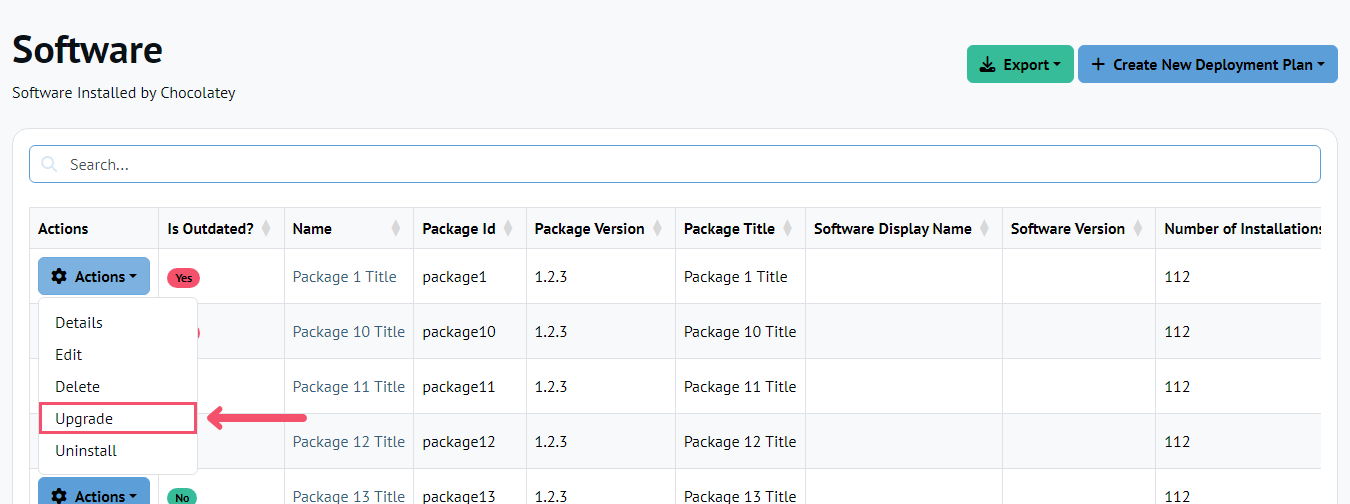 Software
Export
Create New Deployment Plan
Software Installed by Chocolatey
Search...
Actions Is Outdated? Name Package Id Package Version Package Title Software Display Name Software Version Number of Installations
Actions Yes Package 1 Title package1 1.2.3 Package 1 Title 112
Details
Package 10 Title package10 1.2.3 Package 10 Title 112
Edit
Delete
Package 11 Title package11 1.2.3 Package 11 Title 112
Upgrade
Package 12 Title package12 1.2.3 Package 12 Title 112
Uninstall
Actions No Package 13 Title package13 1.2.3 Package 13 Title 112